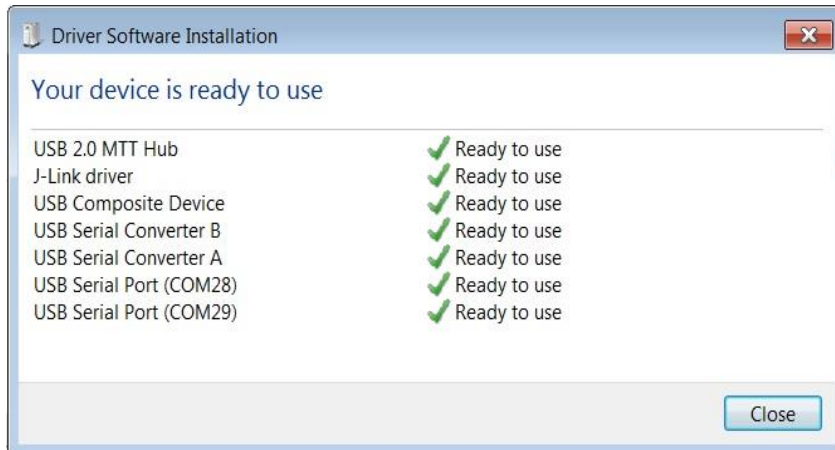 Driver Software Installation
Your device is ready to use
USB 2.0 MTT Hub Ready to use
J-Link driver Ready to use
USB Composite Device Ready to use
USB Serial Converter B Ready to use
USB Serial Converter A Ready to use
USB Serial Port (COM28) Ready to use
USB Serial Port (COM29) Ready to use
Close